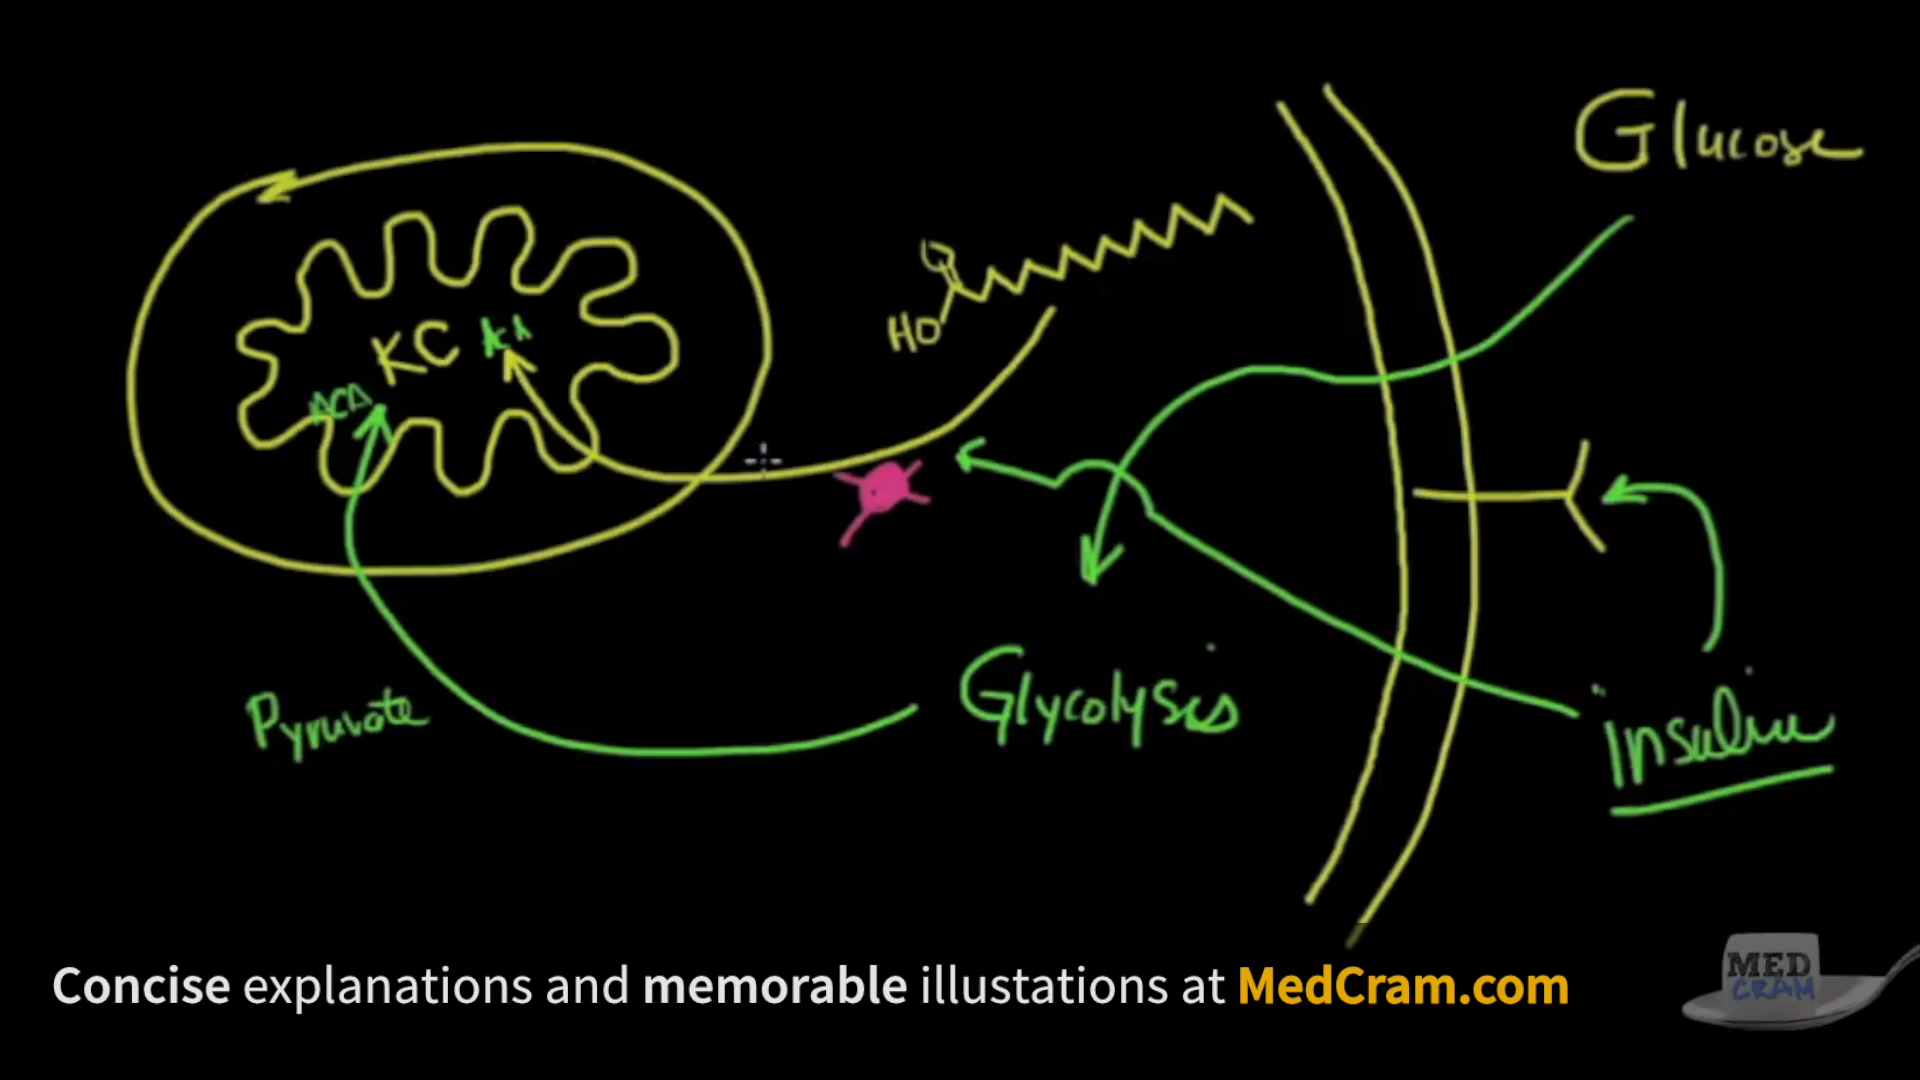 Glucose
HO
O
KC
ACA
Pyruvate
Glycolysis
insulin
Concise explanations and memorable illustations at MedCram.com
MED
CRAM